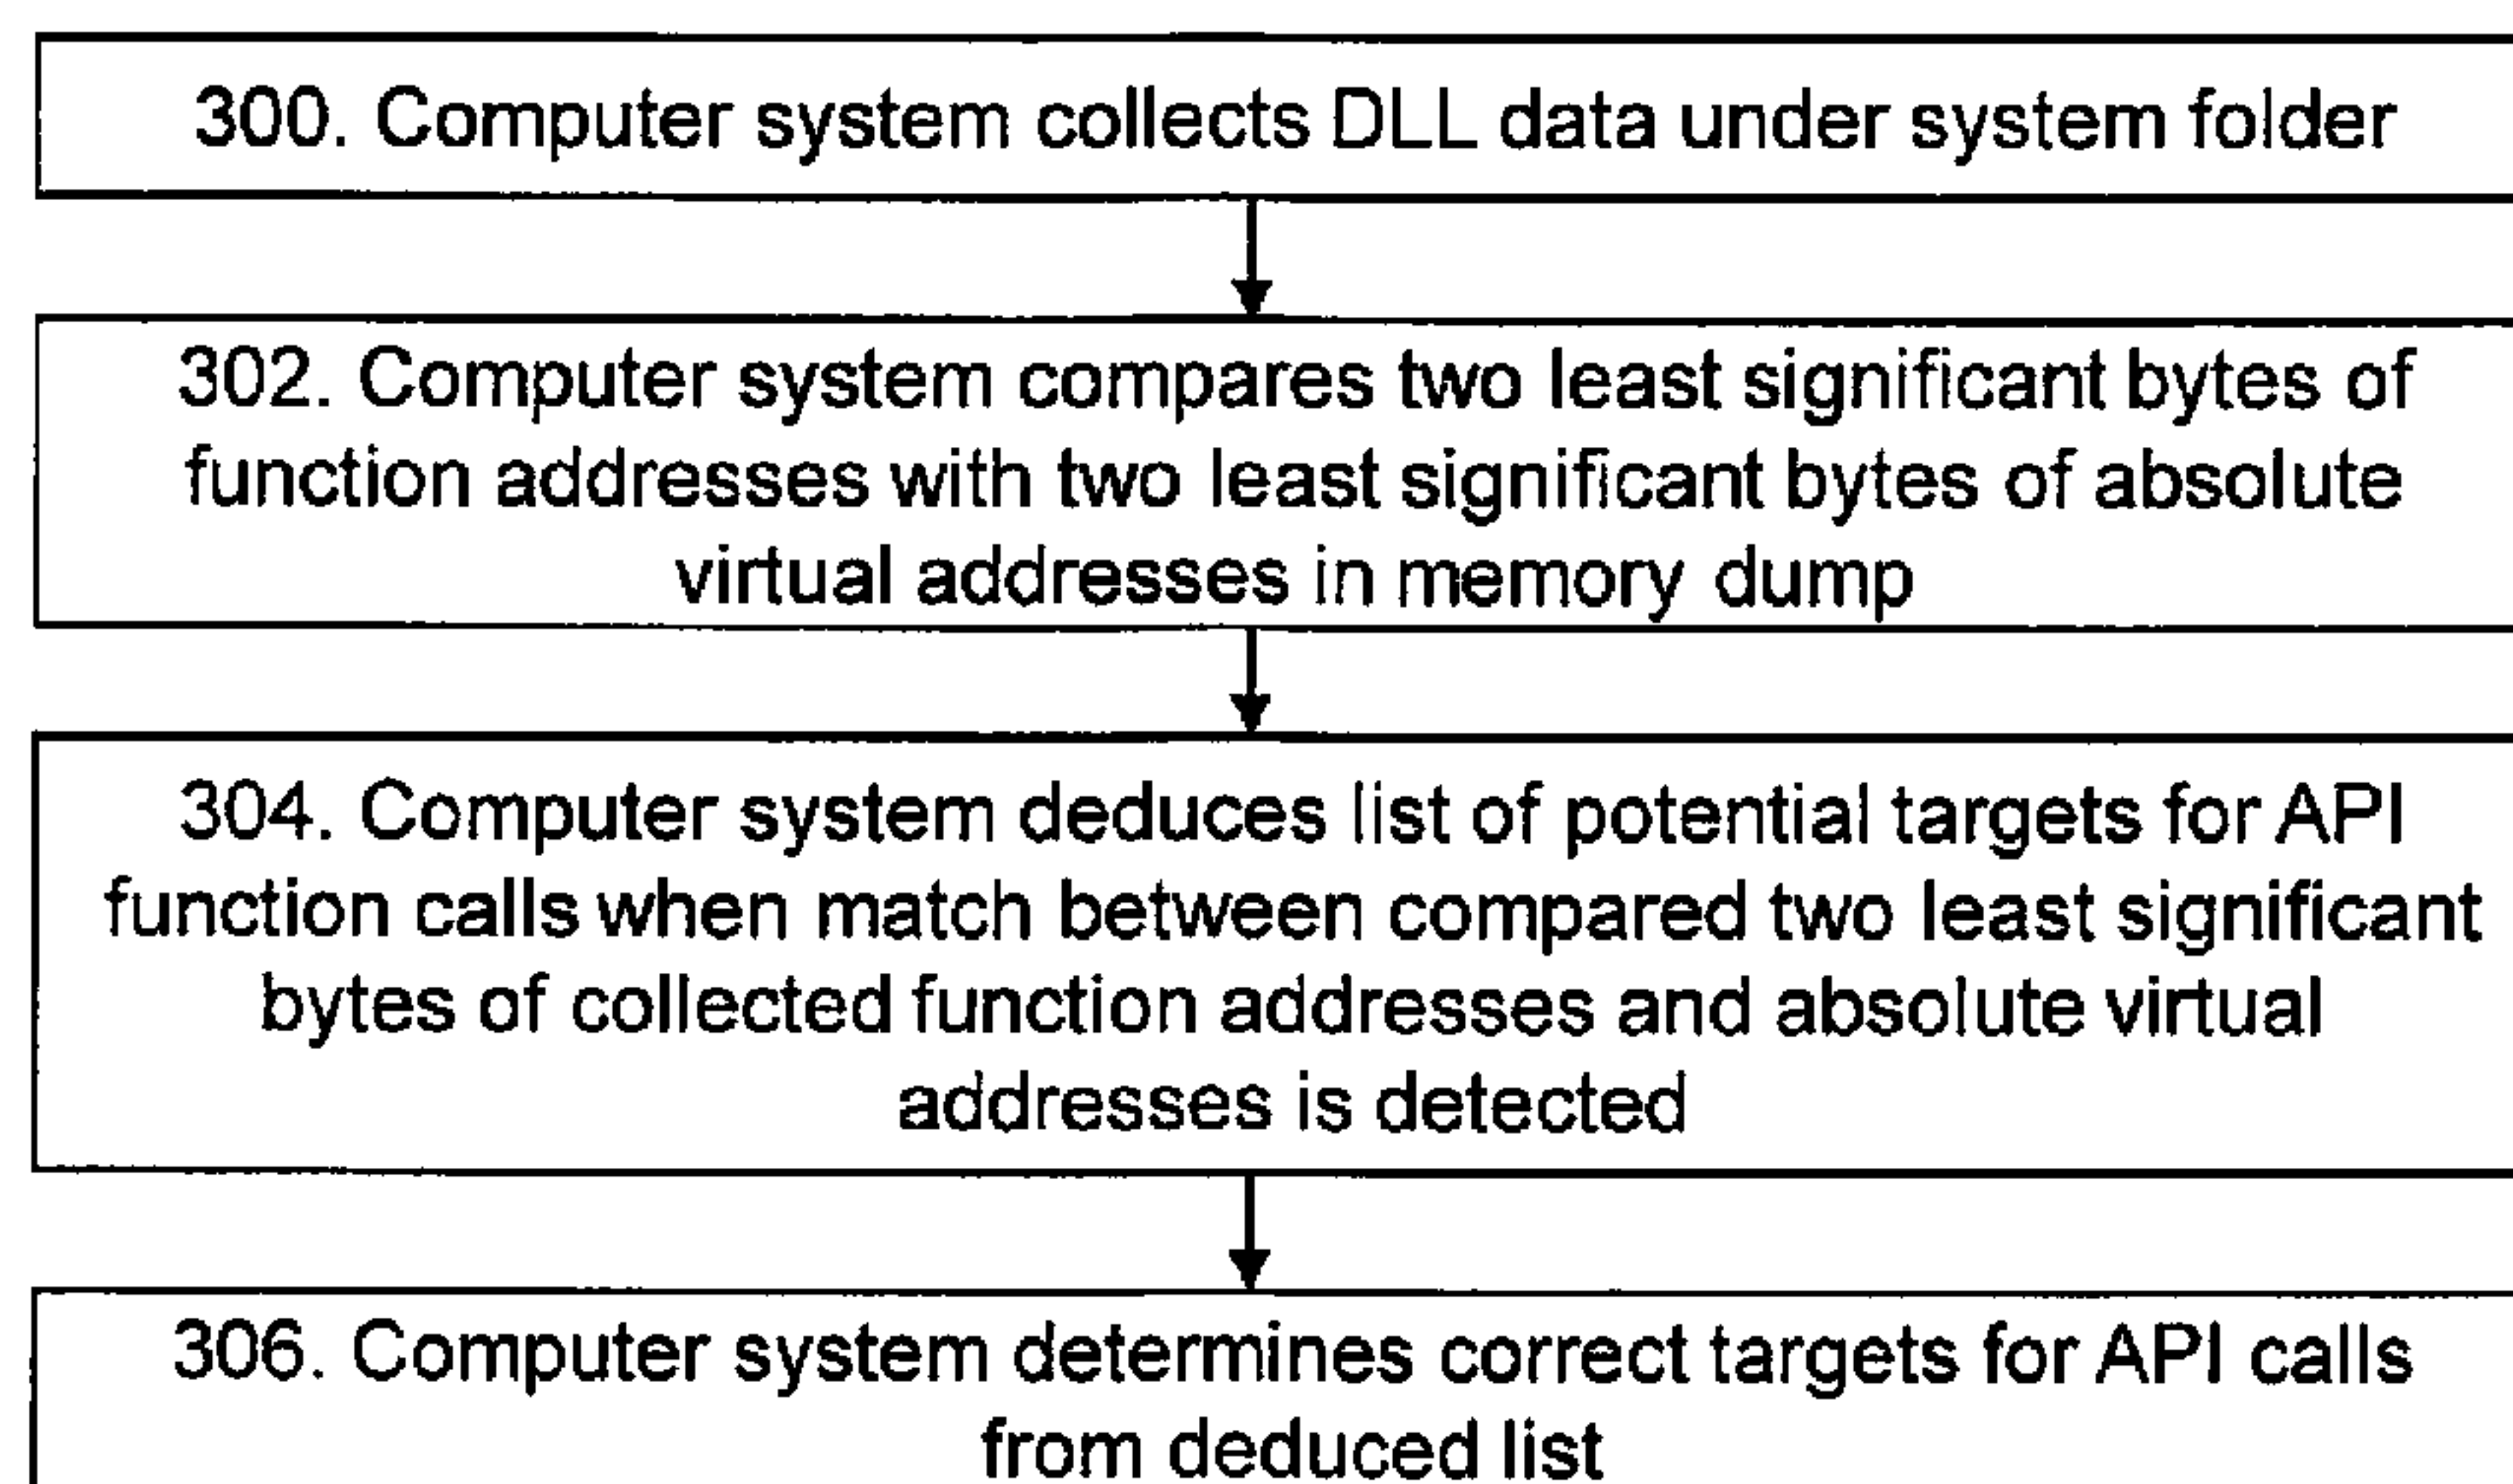 300. Computer system collects DLL data under system folder
302. Computer system compares two least significant bytes of
function addresses with two least significant bytes of absolute
virtual addresses in memory dump
304. Computer system deduces list of potential targets for API
function calls when match between compared two least significant
bytes of collected function addresses and absolute virtual
addresses is detected
306. Computer system determines correct targets for API calls
from deduced list